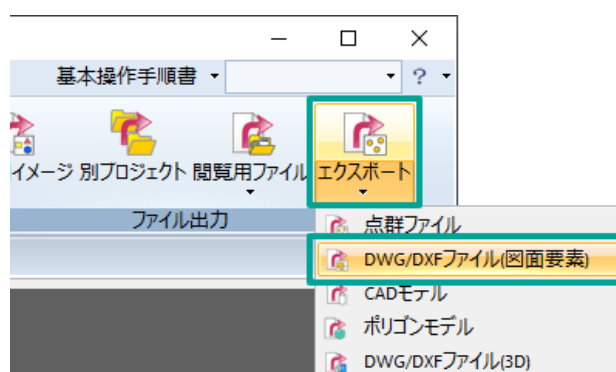 基本操作手順書
?
イメージ 別プロジェクト 閲覧用ファイル エクスポート
ファイル出力
点群ファイル
DWG/DXFファイル(図面要素)
CADモデル
ポリゴンモデル
DWG/DXFファイル(3D)